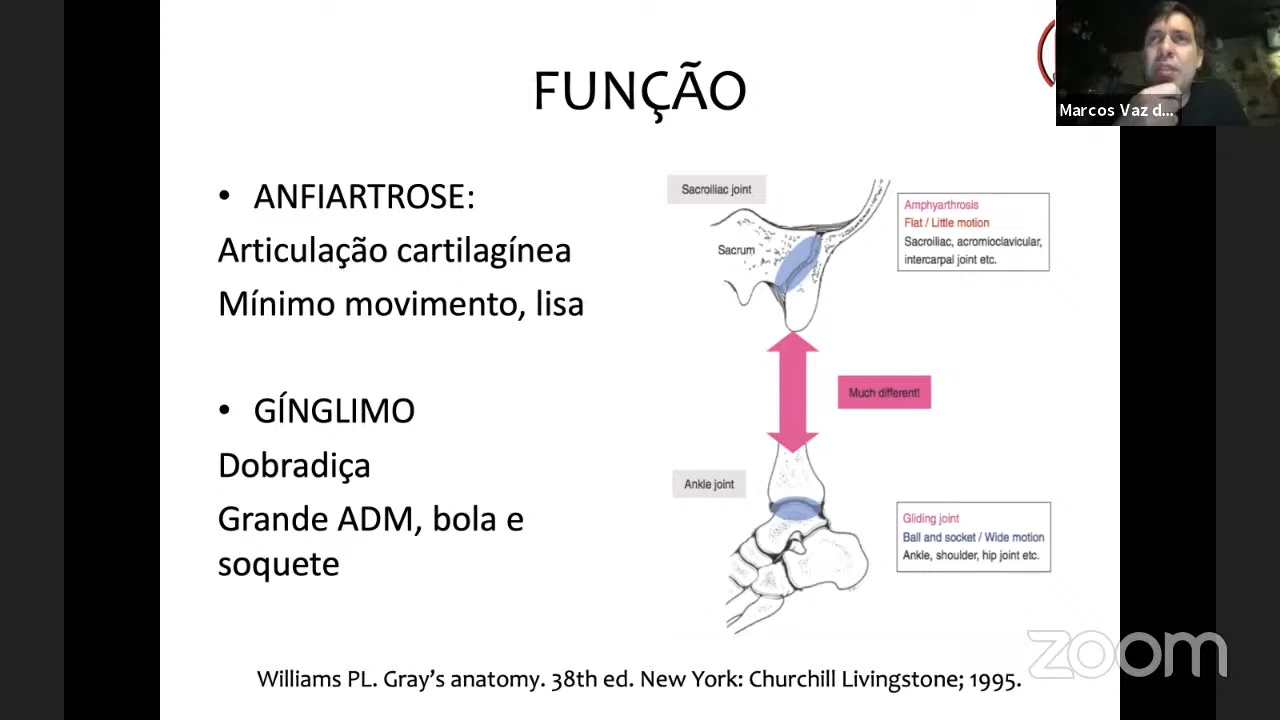 FUNÇÃO
Marcos Vaz d...
• ANFIARTROSE:
Articulação cartilagínea
Mínimo movimento, lisa
• GÍNGLIMO
Dobradiça
Grande ADM, bola e
soquete
Sacroiliac joint
Sacrum
Amphyarthrosis
Flat / Little motion
Sacroiliac, acromioclavicular,
intercarpal joint etc.
Much different!
Ankle joint
Gliding joint
Ball and socket / Wide motion
Ankle, shoulder, hip joint etc.
Williams PL. Gray's anatomy. 38th ed. New York: Churchill Livingstone; 1995.
zoom